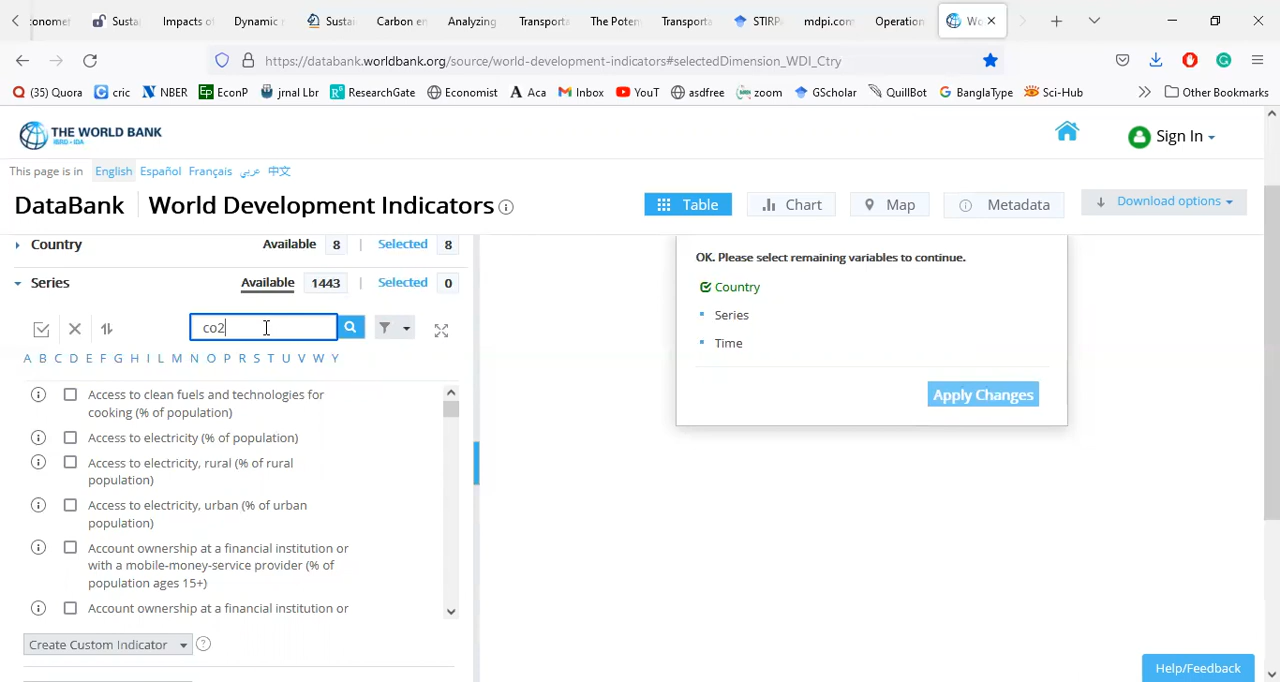 onomer
Susta
Impacts of
Dynamic
Sustai
Carbon e
Analyzing
Transporta
The Poten
Transporta
STIRP
mdpi.com
Operation
Wo
https://databank.worldbank.org/source/world-development-indicators#selectedDimension_WDI_Ctry
(35) Quora
cric
NBER
EconP
jrnal Lbr
ResearchGate
Economist
Aca
Inbox
YouT
asdfree
zoom
GScholar
QuillBot
BanglaType
Sci-Hub
Other Bookmarks
THE WORLD BANK
IBRD • IDA
Sign In
This page is in English Español Français عربي 中文
DataBank World Development Indicators
Table
Chart
Map
Metadata
Download options
Country Available 8 | Selected 8
Series Available 1443 | Selected 0
co2
A B C D E F G H I L M N O P R S T U V W Y
Access to clean fuels and technologies for
cooking (% of population)
Access to electricity (% of population)
Access to electricity, rural (% of rural
population)
Access to electricity, urban (% of urban
population)
Account ownership at a financial institution or
with a mobile-money-service provider (% of
population ages 15+)
Account ownership at a financial institution or
Create Custom Indicator
OK. Please select remaining variables to continue.
Country
Series
Time
Apply Changes
Help/Feedback